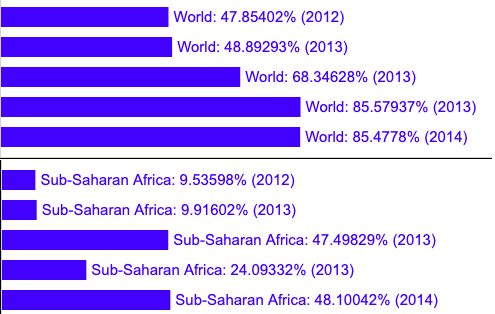 World: 47.85402% (2012)
World: 48.89293% (2013)
World: 68.34628% (2013)
World: 85.57937% (2013)
World: 85.4778% (2014)
Sub-Saharan Africa: 9.53598% (2012)
Sub-Saharan Africa: 9.91602% (2013)
Sub-Saharan Africa: 47.49829% (2013)
Sub-Saharan Africa: 24.09332% (2013)
Sub-Saharan Africa: 48.10042% (2014)